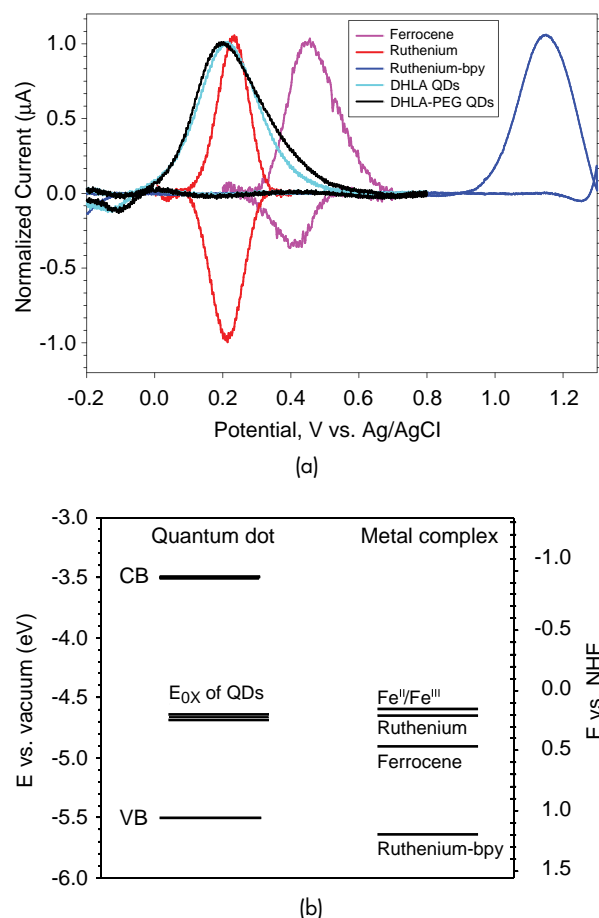 Normalized Current (µA)
1.0
0.5
0.0
-0.5
-1.0
Ferrocene
Ruthenium
Ruthenium-bpy
DHLA QDs
DHLA-PEG QDs
-0.2 0.0 0.2 0.4 0.6 0.8 1.0 1.2
Potential, V vs. Ag/AgCl
(a)
E vs. vacuum (eV)
-3.0
-3.5
-4.0
-4.5
-5.0
-5.5
-6.0
Quantum dot
Metal complex
CB
E0X of QDs
VB
FeII/FeIII
Ruthenium
Ferrocene
Ruthenium-bpy
-1.0
-0.5
0.0
0.5
1.0
1.5
E vs. NHE
(b)